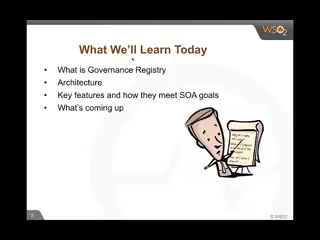 WSO2
What We'll Learn Today
• What is Governance Registry
• Architecture
• Key features and how they meet SOA goals
• What's coming up
5
© WSO2